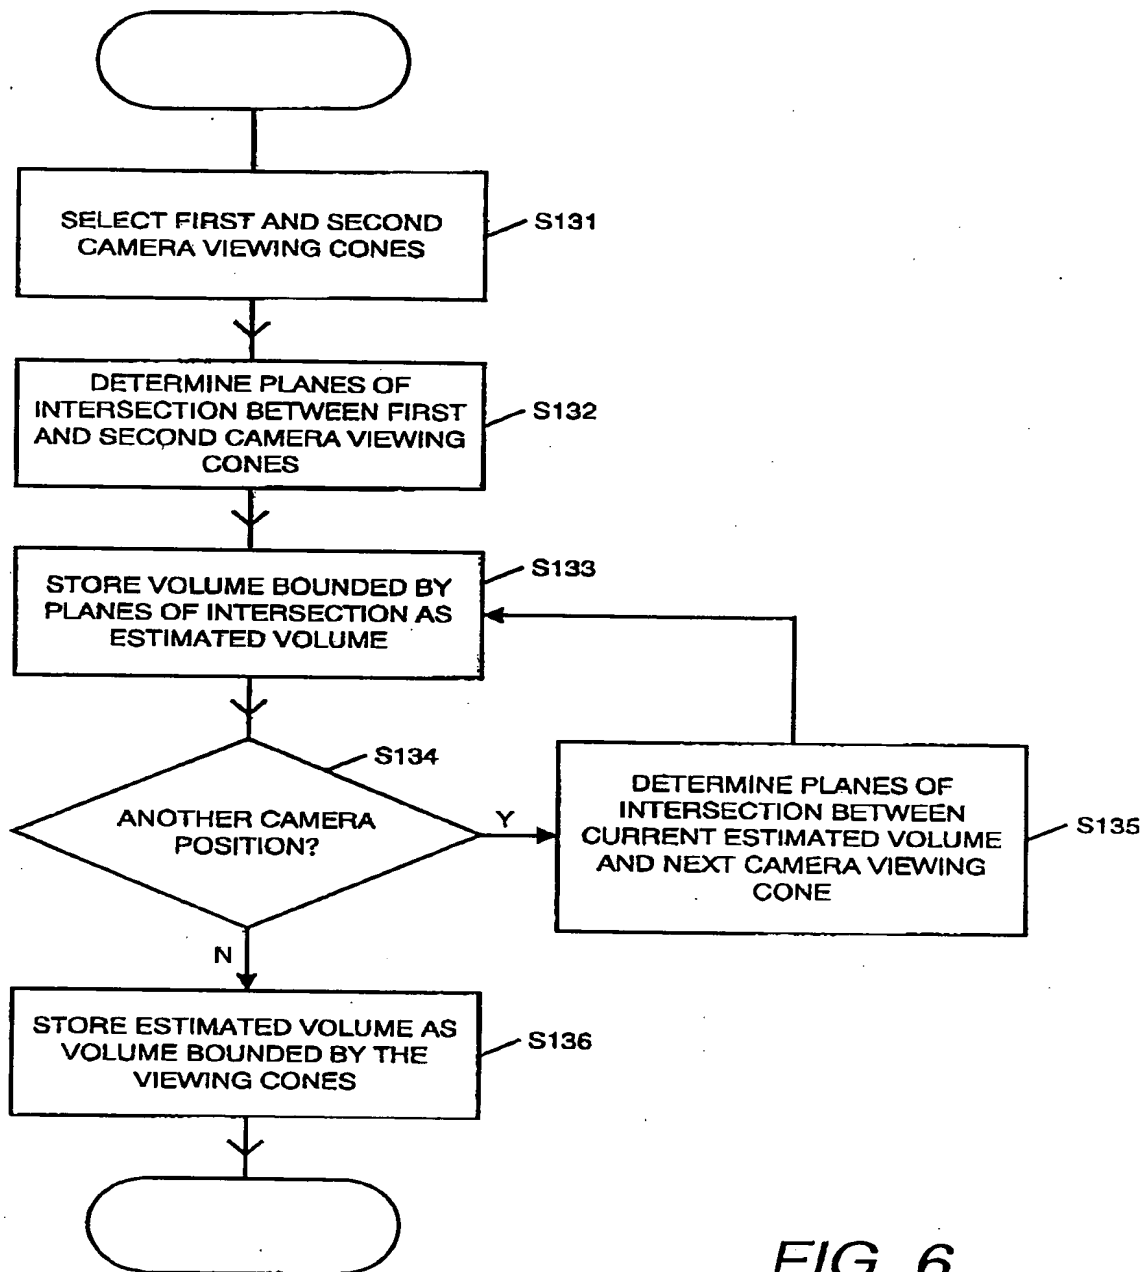 SELECT FIRST AND SECOND
CAMERA VIEWING CONES
S131
DETERMINE PLANES OF
INTERSECTION BETWEEN FIRST
AND SECOND CAMERA VIEWING
CONES
S132
STORE VOLUME BOUNDED BY
PLANES OF INTERSECTION AS
ESTIMATED VOLUME
S133
ANOTHER CAMERA
POSITION?
S134
Y
DETERMINE PLANES OF
INTERSECTION BETWEEN
CURRENT ESTIMATED VOLUME
AND NEXT CAMERA VIEWING
CONE
S135
N
STORE ESTIMATED VOLUME AS
VOLUME BOUNDED BY THE
VIEWING CONES
S136
FIG. 6